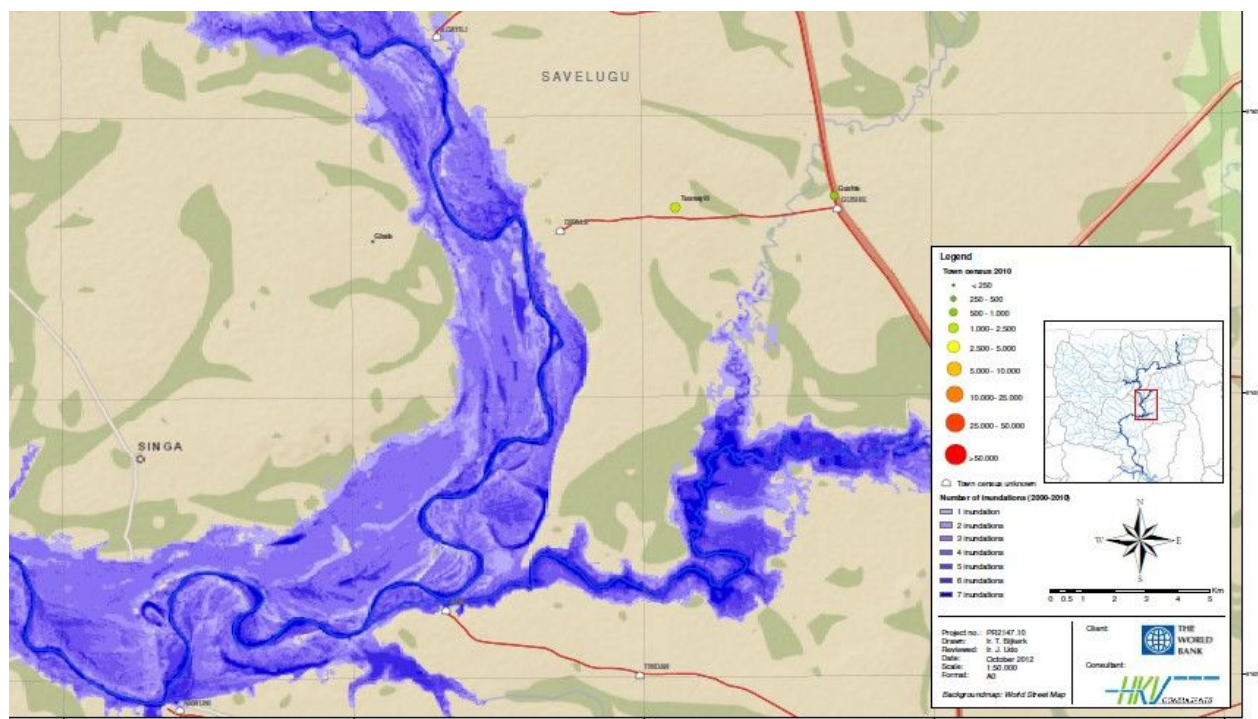 SAVELUGU
Gushie
GUSHIE
SINGA
Legend
Town census 2010
< 250
250 - 500
500 - 1.000
1.000 - 2.500
2.500 - 5.000
5.000 - 10.000
10.000 - 25.000
25.000 - 50.000
>50.000
Town census unknown
Number of inundations (2000-2010)
1 inundation
2 inundations
3 inundations
4 inundations
5 inundations
6 inundations
7 inundations
N
W E
S
Km
0 0.5 1 2 3 4 5
Project no.: PR2147.10
Drawn: Ir. T. Bijkerk
Reviewed: Ir. J. Udo
Date: October 2012
Scale: 1:50.000
Format: A0
Backgroundmap: World Street Map
Client:
THE
WORLD
BANK
Consultant:
HKV
CONSULTANTS